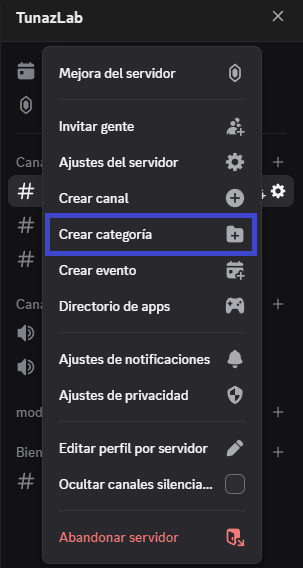 TunazLab
Mejora del servidor
Invitar gente
Cana
Ajustes del servidor
Crear canal
Crear categoría
Crear evento
Cana
Directorio de apps
Ajustes de notificaciones
Ajustes de privacidad
mod
Editar perfil por servidor
Bien
Ocultar canales silencia...
Abandonar servidor